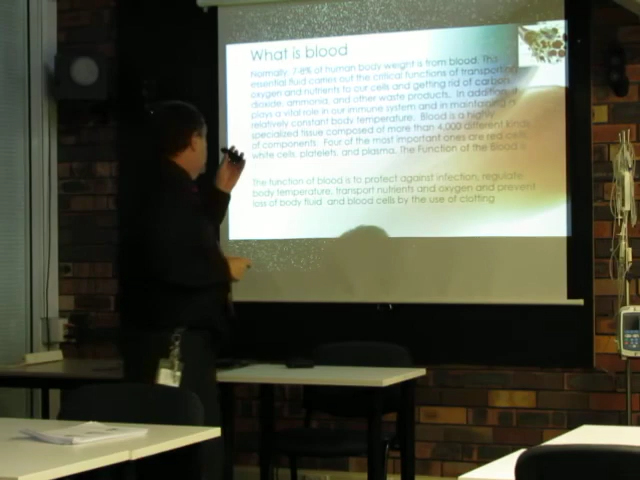 What is blood
Normally, 7-8% of human body weight is from blood. This
essential fluid carries out the critical functions of transporting
oxygen and nutrients to our cells and getting rid of carbon
dioxide, ammonia, and other waste products. In addition, it
plays a vital role in our immune system and in maintaining a
relatively constant body temperature. Blood is a highly
specialized tissue composed of more than 4,000 different kinds
of components. Four of the most important ones are red cells,
white cells, platelets, and plasma. The Function of the Blood is
The function of blood is to protect against infection, regulate
body temperature, transport nutrients and oxygen and prevent
loss of body fluid and blood cells by the use of clotting